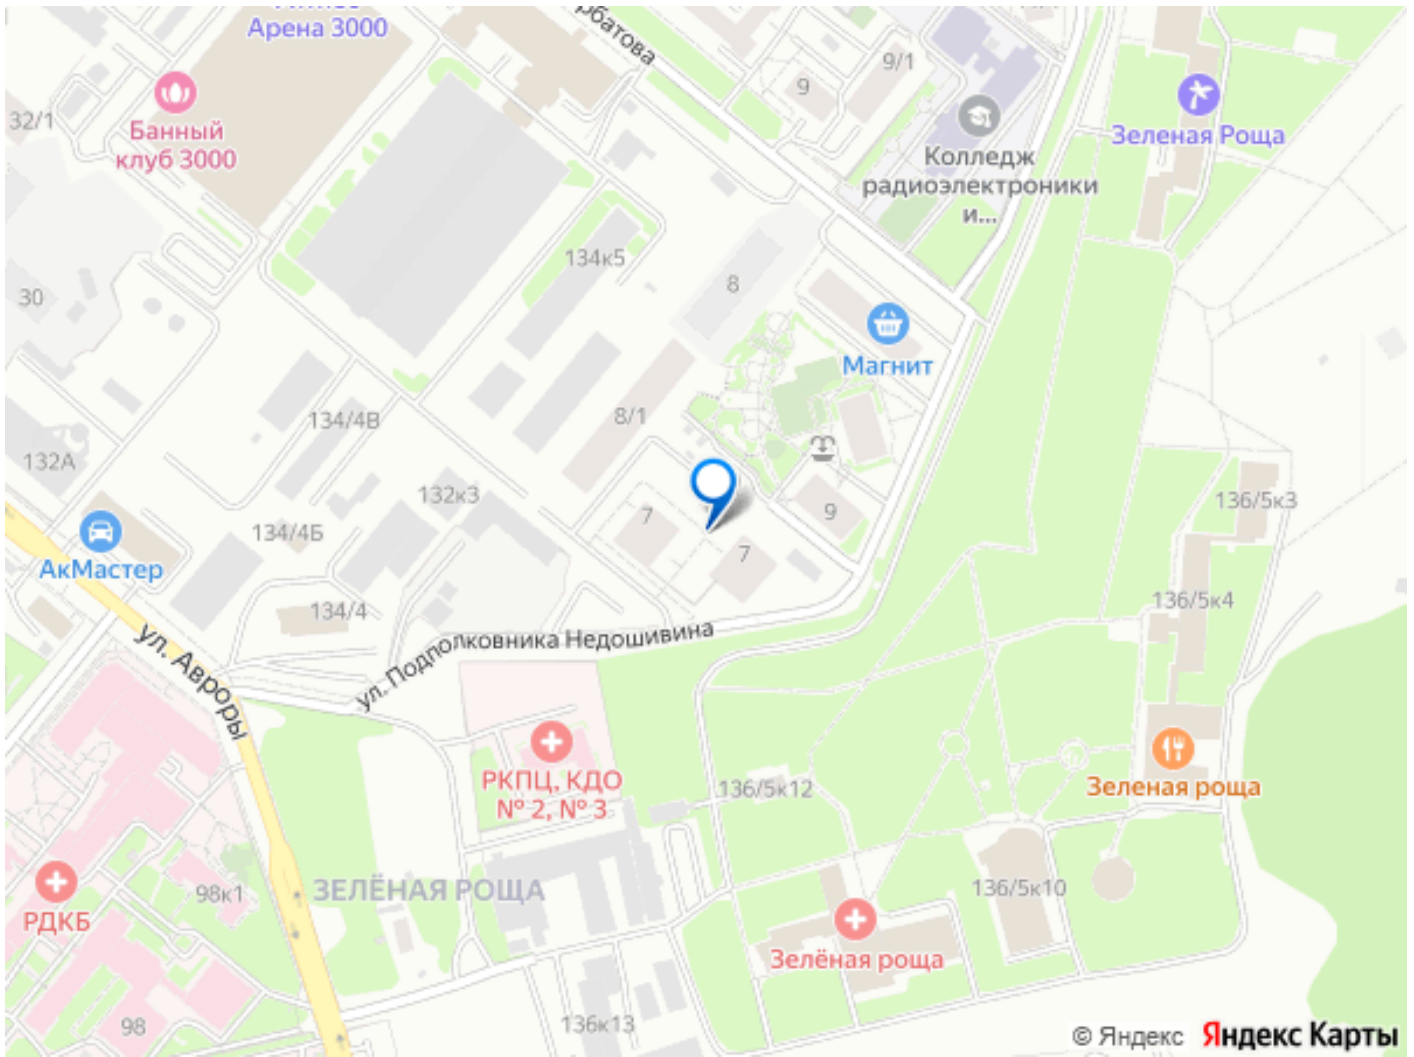 Арена 3000
рбатова
9/1
9
32/1
Банный
клуб 3000
Зеленая Роща
Колледж
радиоэлектроники
и...
134к5
8
30
Магнит
8/1
134/4В
132А
132к3
7
9
136/5к3
134/4Б
7
АкМастер
136/5к4
134/4
ул. Подполковника Недошивина
ул. Авроры
РКПЦ, КДО
№ 2, № 3
136/5к12
Зеленая роща
98к1
ЗЕЛЁНАЯ РОЩА
136/5к10
РДКБ
Зелёная роща
98
136к13
© Яндекс Яндекс Карты